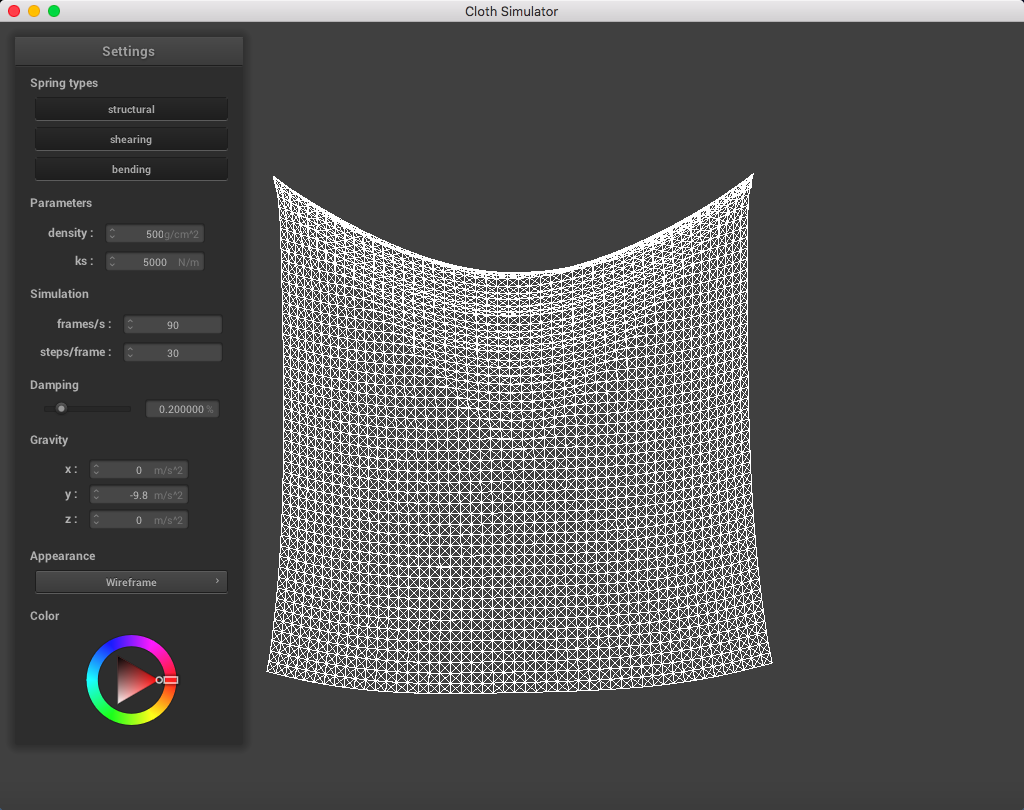 Cloth Simulator
Settings
Spring types
structural
shearing
bending
Parameters
density : 500g/cm^2
ks : 5000 N/m
Simulation
frames/s : 90
steps/frame : 30
Damping
0.200000 %
Gravity
x : 0 m/s^2
y : -9.8 m/s^2
z : 0 m/s^2
Appearance
Wireframe
Color